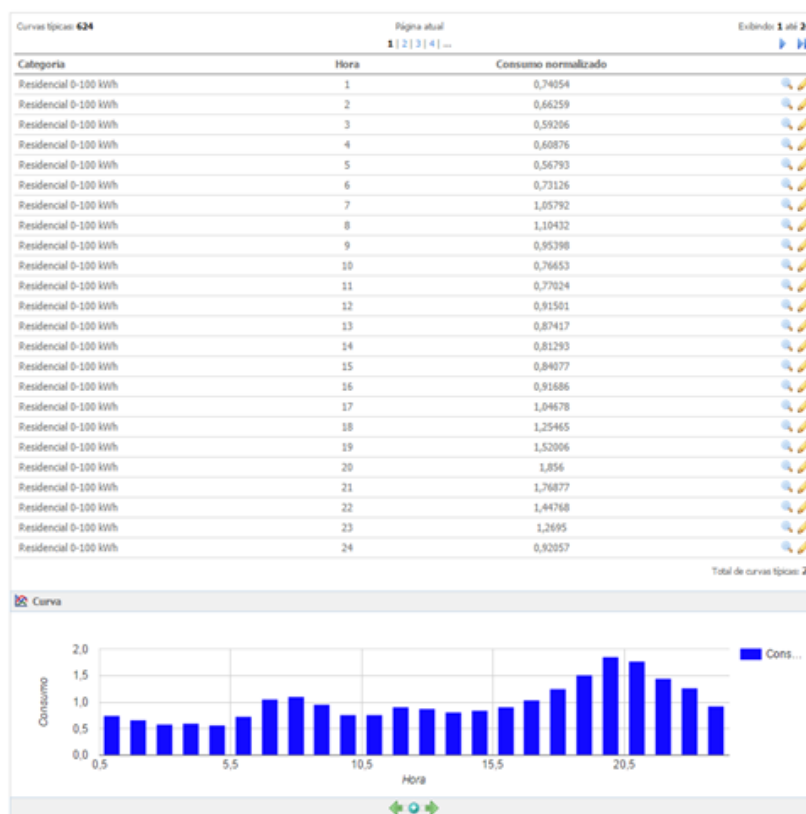 Curvas típicas: 624 Página atual Exibindo: 1 até 2
1 | 2 | 3 | 4 | ...
Categoria Hora Consumo normalizado
Residencial 0-100 kWh 1 0,74054
Residencial 0-100 kWh 2 0,66259
Residencial 0-100 kWh 3 0,59206
Residencial 0-100 kWh 4 0,60876
Residencial 0-100 kWh 5 0,56793
Residencial 0-100 kWh 6 0,73126
Residencial 0-100 kWh 7 1,05792
Residencial 0-100 kWh 8 1,10432
Residencial 0-100 kWh 9 0,95398
Residencial 0-100 kWh 10 0,76653
Residencial 0-100 kWh 11 0,77024
Residencial 0-100 kWh 12 0,91501
Residencial 0-100 kWh 13 0,87417
Residencial 0-100 kWh 14 0,81293
Residencial 0-100 kWh 15 0,84077
Residencial 0-100 kWh 16 0,91686
Residencial 0-100 kWh 17 1,04678
Residencial 0-100 kWh 18 1,25465
Residencial 0-100 kWh 19 1,52006
Residencial 0-100 kWh 20 1,856
Residencial 0-100 kWh 21 1,76877
Residencial 0-100 kWh 22 1,44768
Residencial 0-100 kWh 23 1,2695
Residencial 0-100 kWh 24 0,92057
Total de curvas típicas: 2
Curva
2,0
1,5
1,0
0,5
0,0
Consumo
Cons...
0,5 5,5 10,5 15,5 20,5
Hora